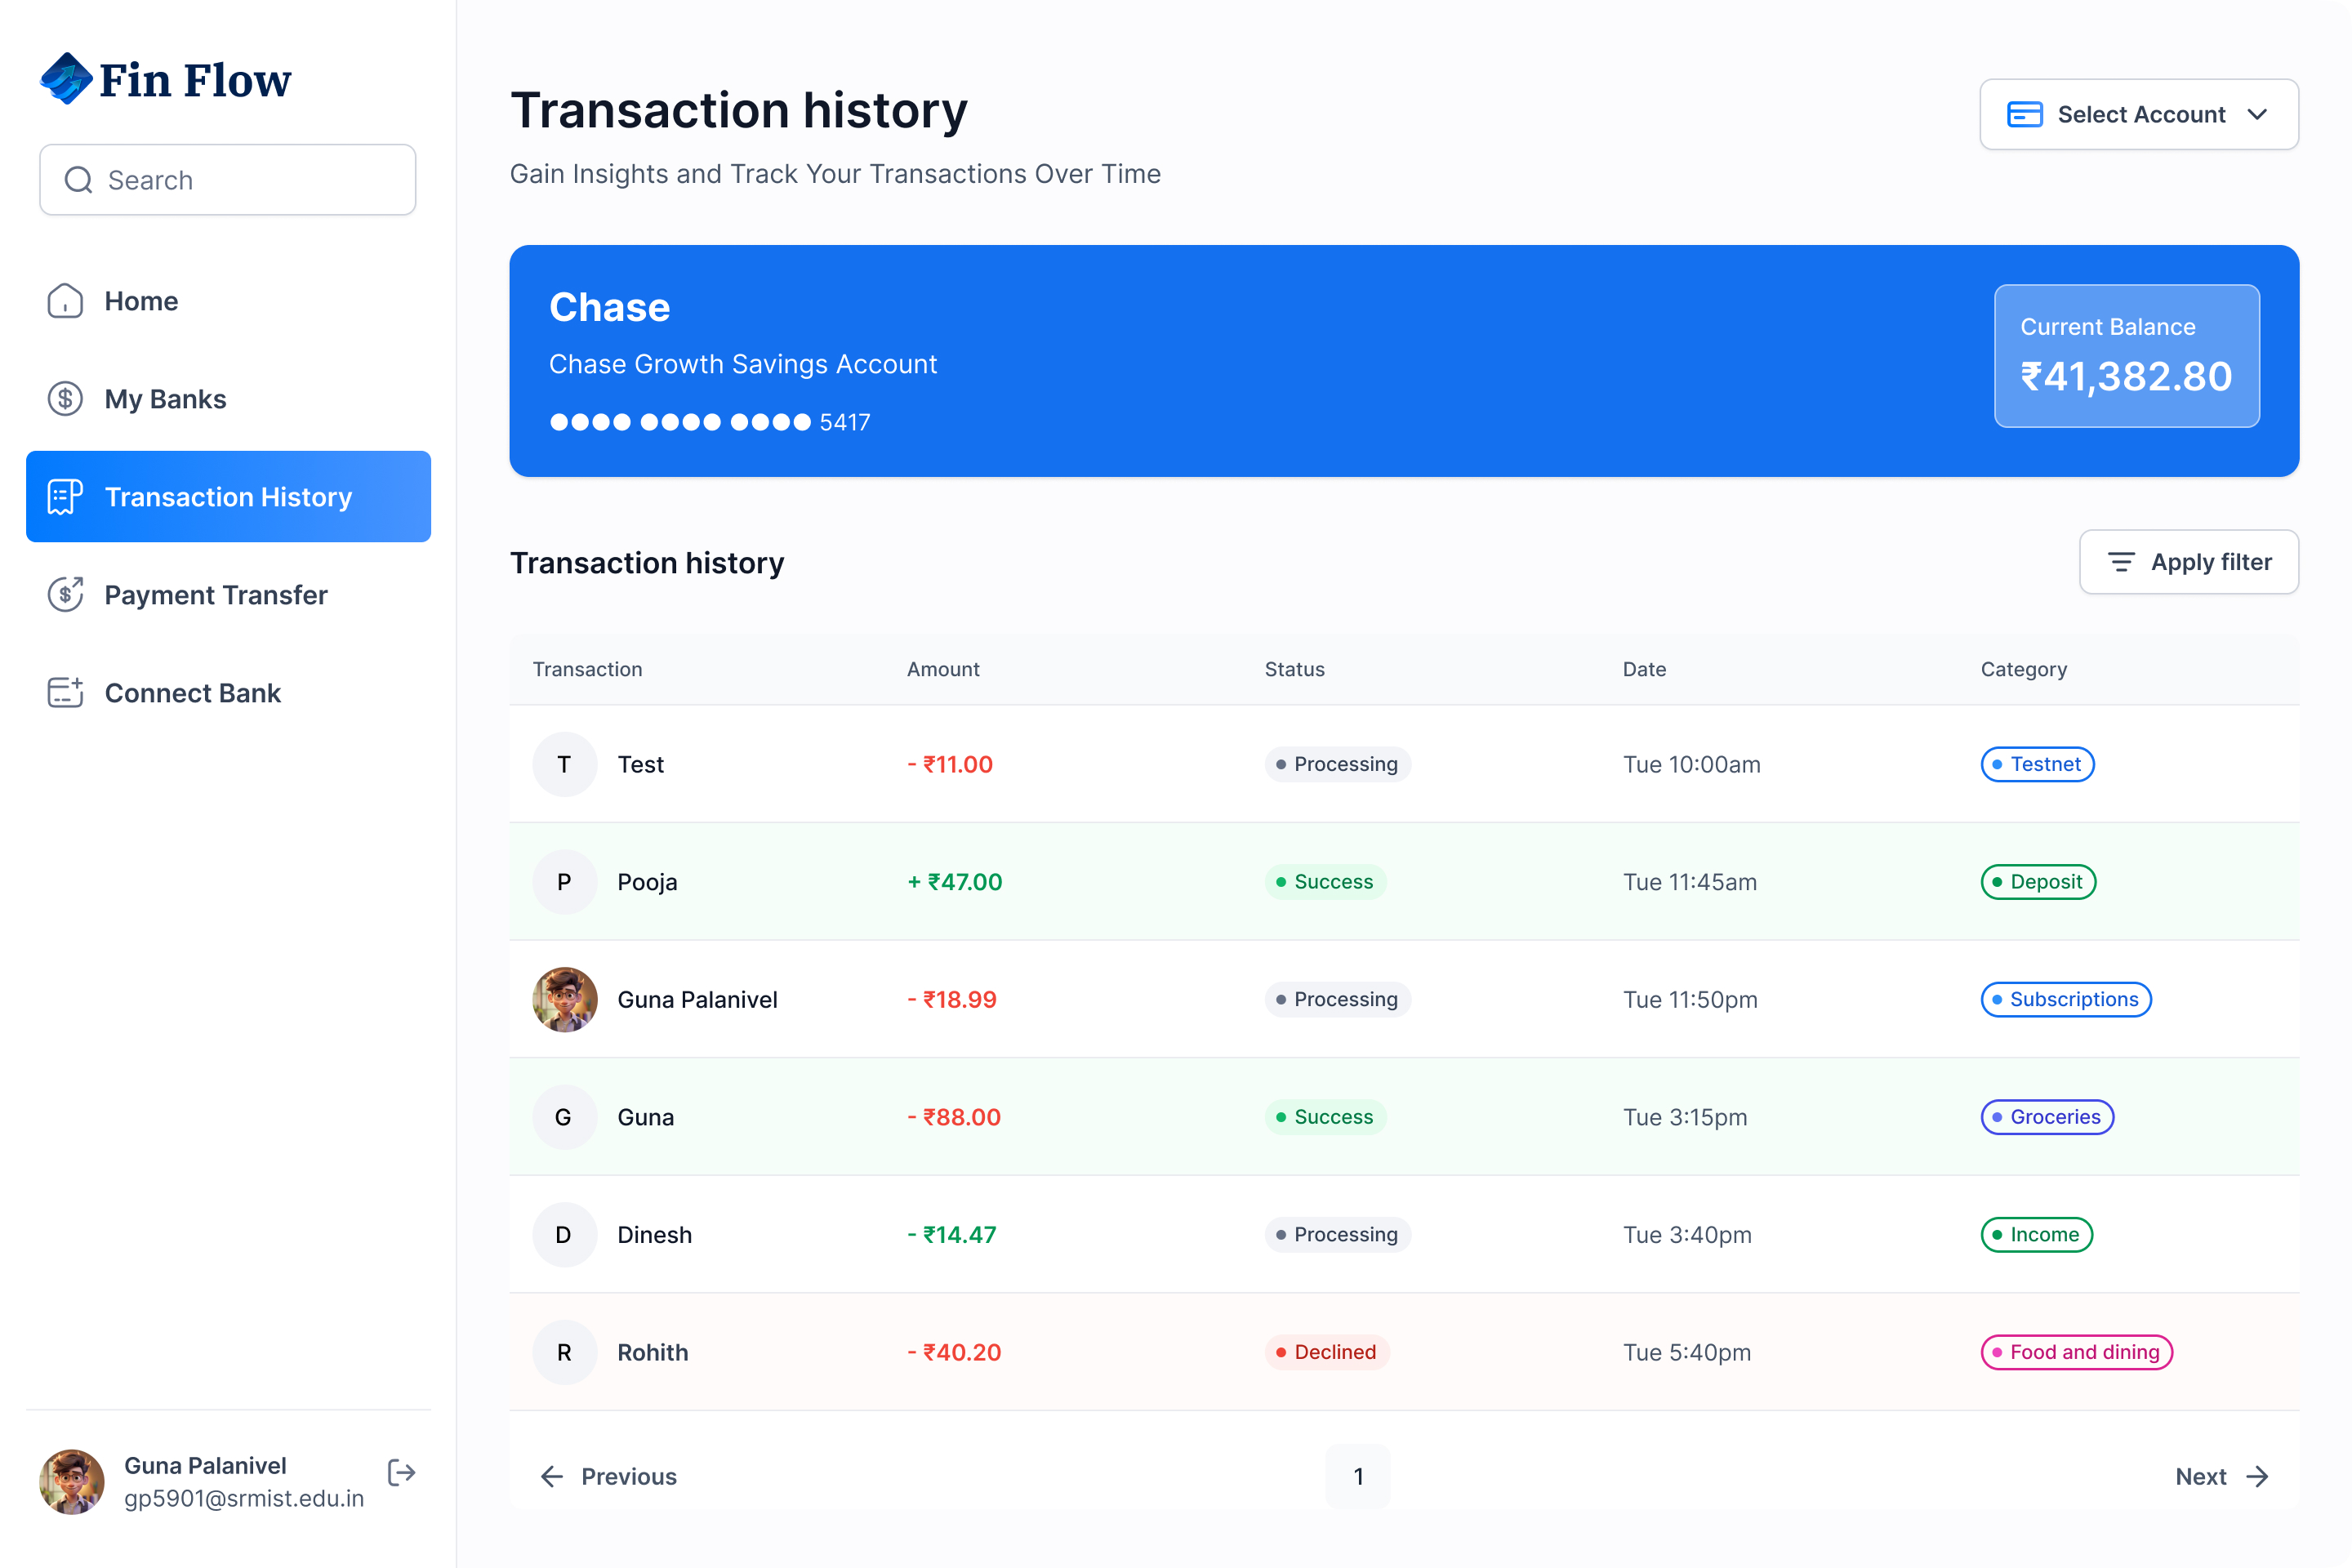 Fin Flow
Search
Home
My Banks
Transaction History
Payment Transfer
Connect Bank
Guna Palanivel
gp5901@srmist.edu.in
Transaction history
Gain Insights and Track Your Transactions Over Time
Select Account
Chase
Chase Growth Savings Account
●●●● ●●●● ●●●● 5417
Current Balance
₹41,382.80
Transaction history
Apply filter
Transaction Amount Status Date Category
T Test - ₹11.00 Processing Tue 10:00am Testnet
P Pooja + ₹47.00 Success Tue 11:45am Deposit
Guna Palanivel - ₹18.99 Processing Tue 11:50pm Subscriptions
G Guna - ₹88.00 Success Tue 3:15pm Groceries
D Dinesh - ₹14.47 Processing Tue 3:40pm Income
R Rohith - ₹40.20 Declined Tue 5:40pm Food and dining
Previous 1 Next